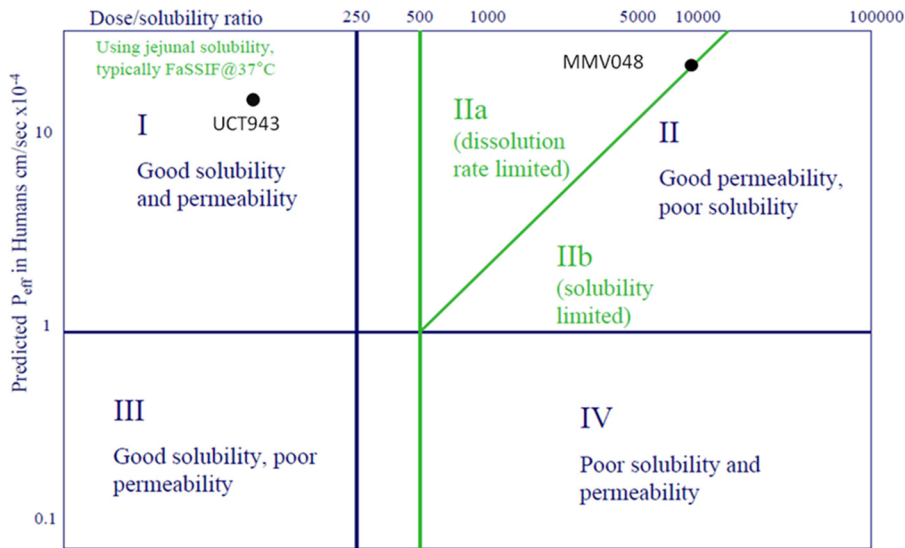 Dose/solubility ratio 250 500 1000 5000 10000 100000
Using jejunal solubility,
typically FaSSIF@37°C
MMV048
UCT943
10
I
Good solubility
and permeability
IIa
(dissolution
rate limited)
II
Good permeability,
poor solubility
IIb
(solubility
limited)
Predicted Peff in Humans cm/sec x10-4
1
III
Good solubility, poor
permeability
IV
Poor solubility and
permeability
0.1